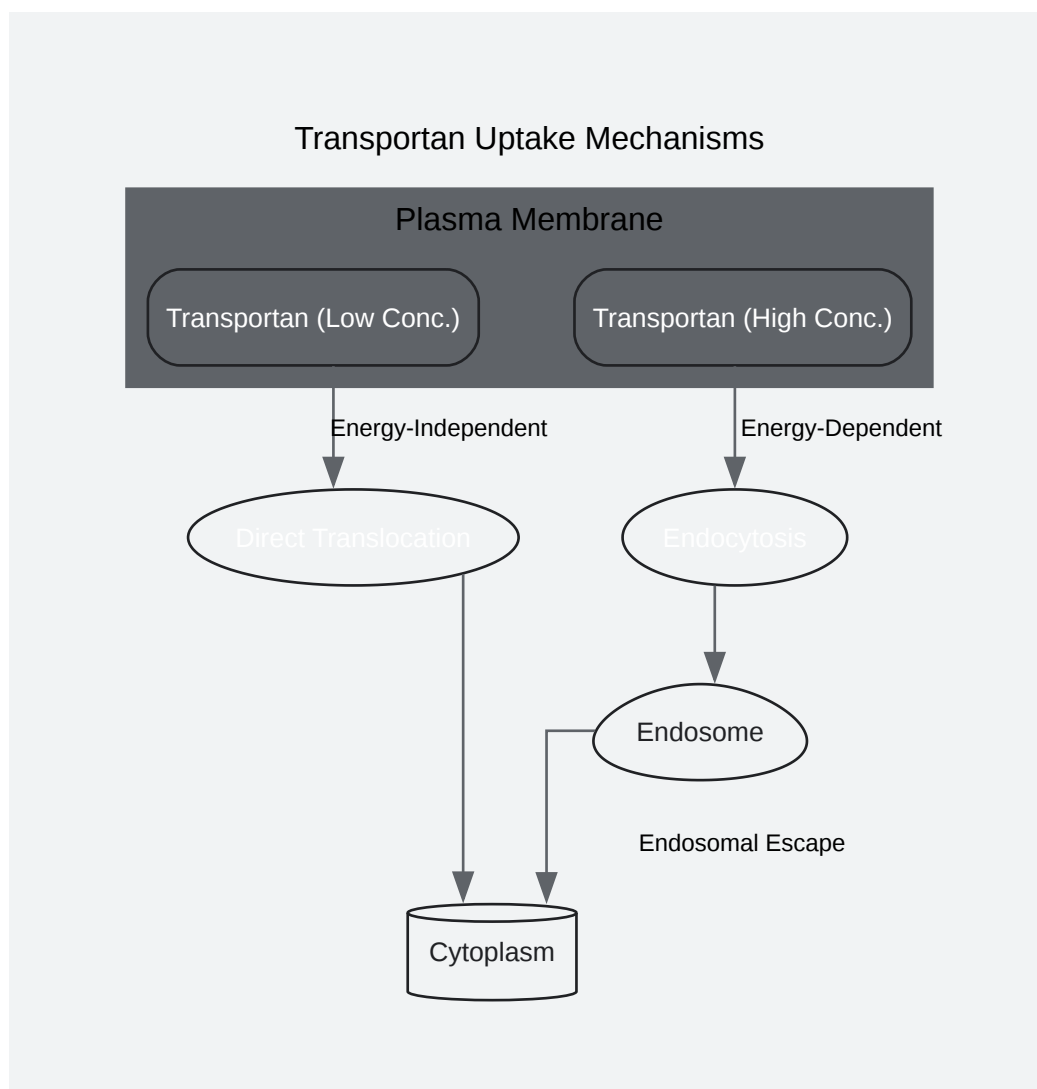 Transportan Uptake Mechanisms
Plasma Membrane
Transportan (Low Conc.)
Transportan (High Conc.)
Energy-Independent
Energy-Dependent
Direct Translocation
Endocytosis
Endosome
Endosomal Escape
Cytoplasm